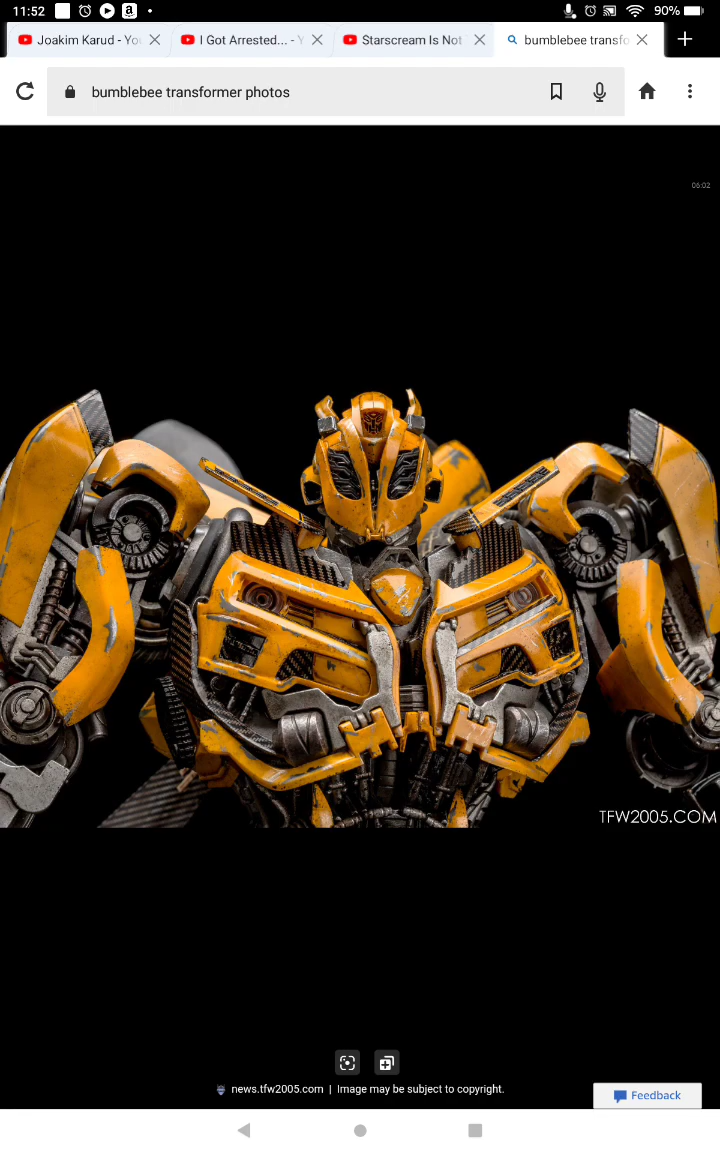 11:52
90%
Joakim Karud - You
I Got Arrested... - Y
Starscream Is Not
bumblebee transfo
bumblebee transformer photos
06:02
TFW2005.COM
news.tfw2005.com | Image may be subject to copyright.
Feedback